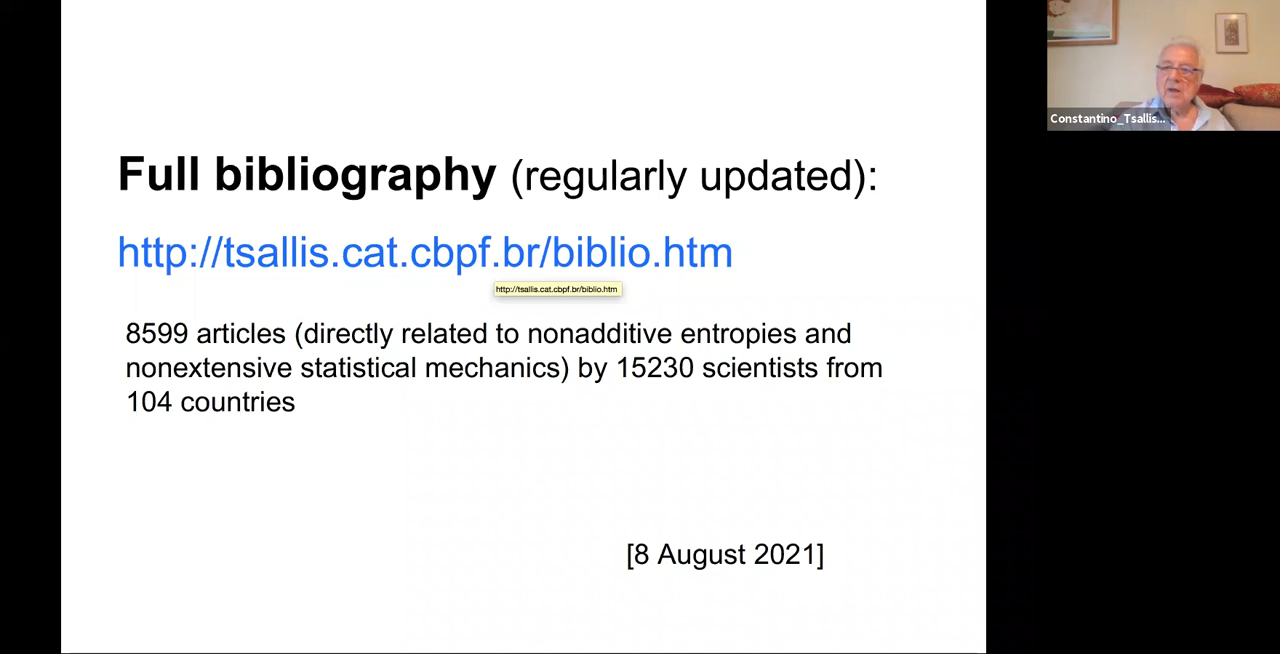 Full bibliography (regularly updated):
http://tsallis.cat.cbpf.br/biblio.htm
http://tsallis.cat.cbpf.br/biblio.htm
8599 articles (directly related to nonadditive entropies and
nonextensive statistical mechanics) by 15230 scientists from
104 countries
[8 August 2021]
Constantino_Tsallis...